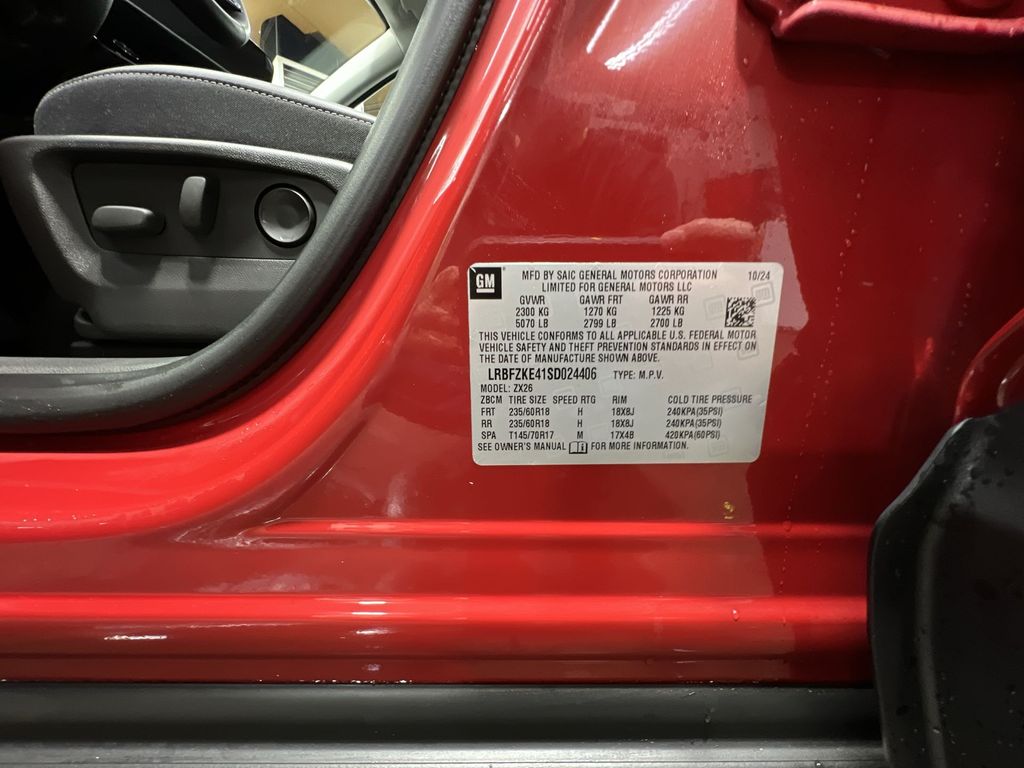 GM
MFD BY SAIC GENERAL MOTORS CORPORATION 10/24
LIMITED FOR GENERAL MOTORS LLC
GVWR GAWR FRT GAWR RR
2300 KG 1270 KG 1225 KG
5070 LB 2799 LB 2700 LB
THIS VEHICLE CONFORMS TO ALL APPLICABLE U.S. FEDERAL MOTOR
VEHICLE SAFETY AND THEFT PREVENTION STANDARDS IN EFFECT ON
THE DATE OF MANUFACTURE SHOWN ABOVE.
LRBFZKE41SD024406 TYPE: M.P.V.
MODEL: ZX26
ZBCM TIRE SIZE SPEED RTG RIM COLD TIRE PRESSURE
FRT 235/60R18 H 18X8J 240KPA(35PSI)
RR 235/60R18 H 18X8J 240KPA(35PSI)
SPA T145/70R17 M 17X4B 420KPA(60PSI)
SEE OWNER'S MANUAL FOR MORE INFORMATION.